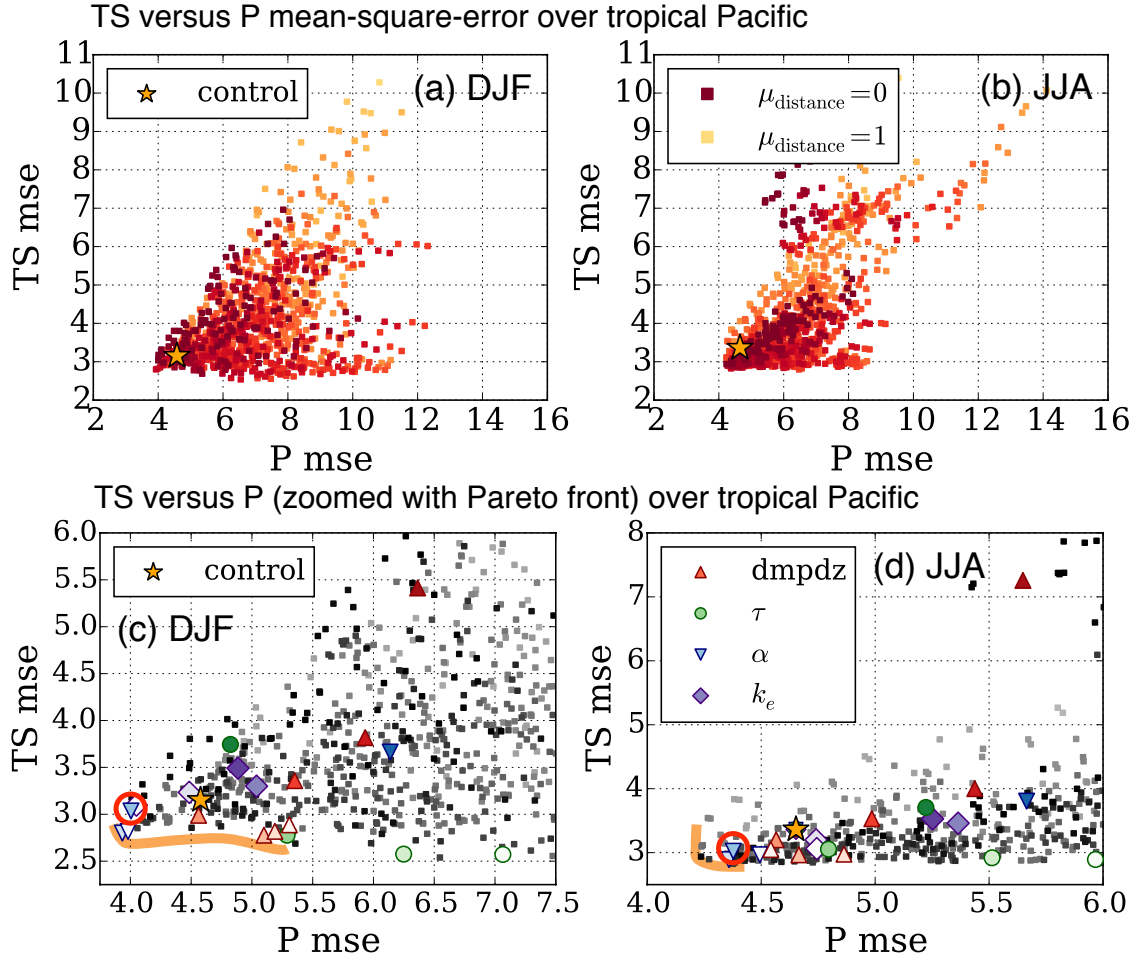 TS versus P mean-square-error over tropical Pacific
11
10
9
8
7
6
5
4
3
2
TS mse
control
(a) DJF
2 4 6 8 10 12 14 16
P mse
11
10
9
8
7
6
5
4
3
2
TS mse
μdistance=0
μdistance=1
(b) JJA
2 4 6 8 10 12 14 16
P mse
TS versus P (zoomed with Pareto front) over tropical Pacific
6.0
5.5
5.0
4.5
4.0
3.5
3.0
2.5
TS mse
control
(c) DJF
4.0 4.5 5.0 5.5 6.0 6.5 7.0 7.5
P mse
8
7
6
5
4
3
TS mse
dmpdz
τ
α
ke
(d) JJA
4.0 4.5 5.0 5.5 6.0
P mse